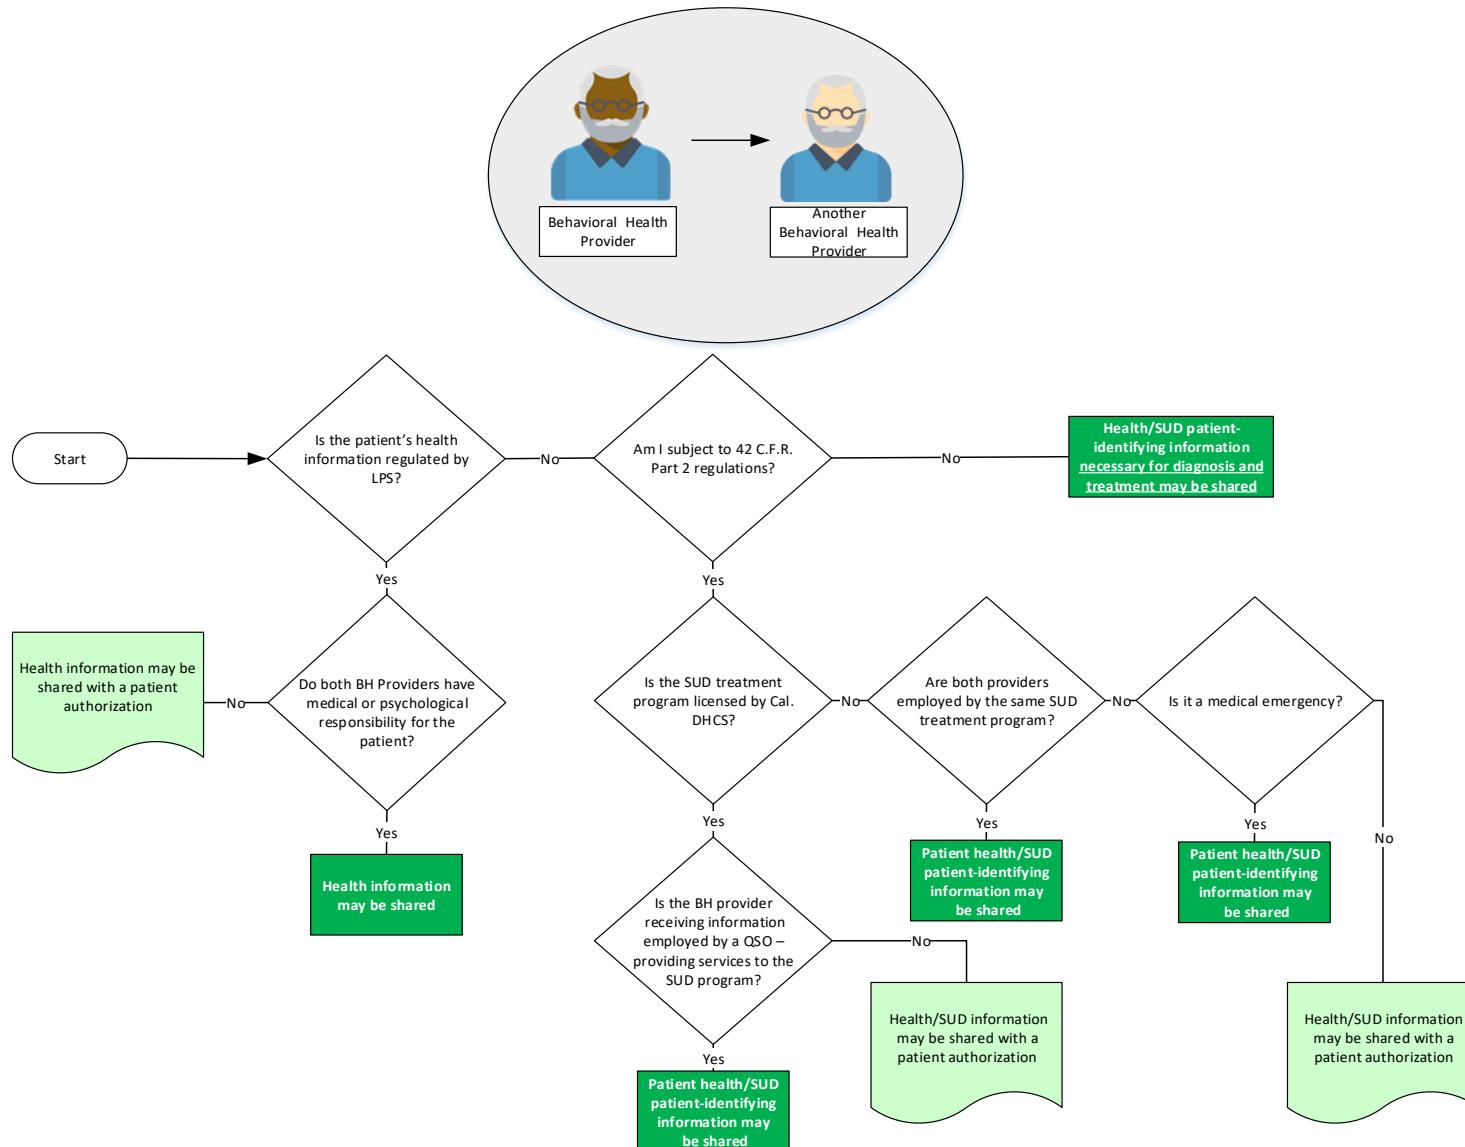 Behavioral Health
Provider
Another
Behavioral Health
Provider
Start
Is the patient's health
information regulated by
LPS?
No
Am I subject to 42 C.F.R.
Part 2 regulations?
No
Health/SUD patient-
identifying information
necessary for diagnosis and
treatment may be shared
Yes
Yes
Health information may be
shared with a patient
authorization
No
Do both BH Providers have
medical or psychological
responsibility for the
patient?
Is the SUD treatment
program licensed by Cal.
DHCS?
No
Are both providers
employed by the same SUD
treatment program?
No
Is it a medical emergency?
Yes
Health information
may be shared
Yes
Is the BH provider
receiving information
employed by a QSO –
providing services to the
SUD program?
Yes
Patient health/SUD
patient-identifying
information may
be shared
Yes
Patient health/SUD
patient-identifying
information may
be shared
No
No
Health/SUD information
may be shared with a
patient authorization
Health/SUD information
may be shared with a
patient authorization
Yes
Patient health/SUD
patient-identifying
information may
be shared